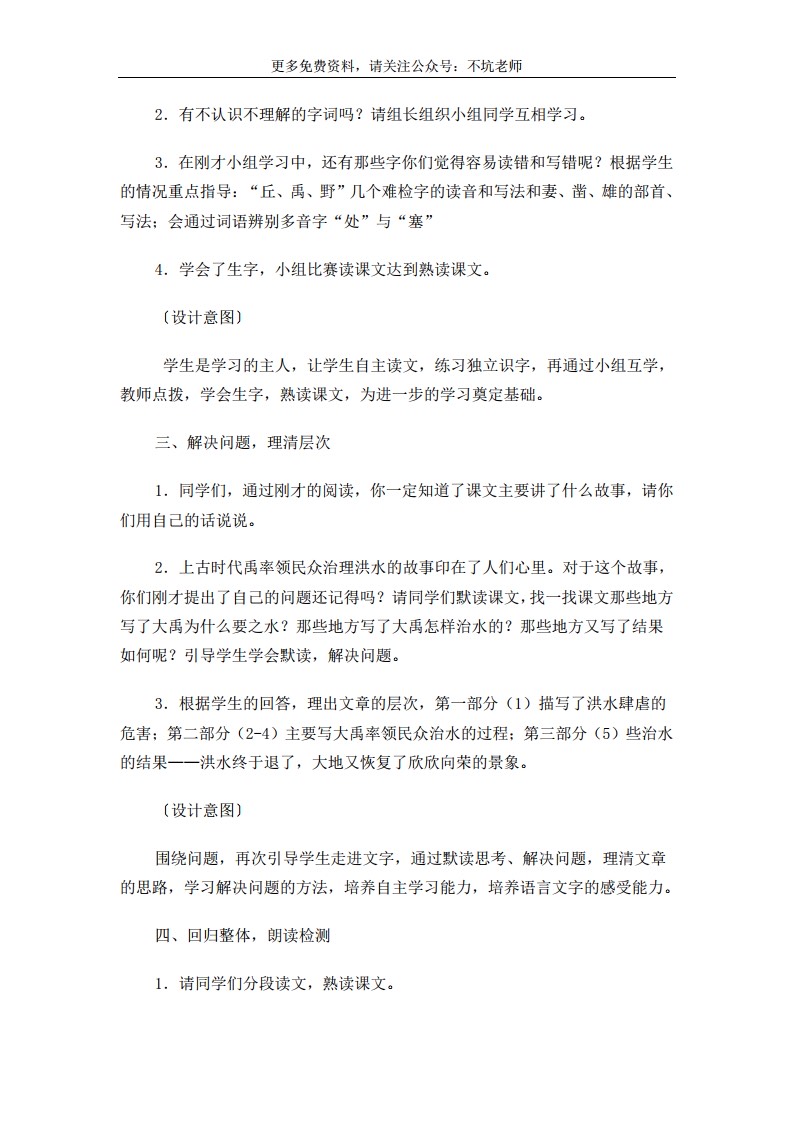 更多免费资料，请关注公众号：不坑老师
2．有不认识不理解的字词吗？请组长组织小组同学互相学习。
3．在刚才小组学习中，还有那些字你们觉得容易读错和写错呢？根据学生
的情况重点指导：“丘、禹、野”几个难检字的读音和写法和妻、凿、雄的部首、
写法；会通过词语辨别多音字“处”与“塞”
4．学会了生字，小组比赛读课文达到熟读课文。
〔设计意图〕
学生是学习的主人，让学生自主读文，练习独立识字，再通过小组互学，
教师点拨，学会生字，熟读课文，为进一步的学习奠定基础。
三、解决问题，理清层次
1．同学们，通过刚才的阅读，你一定知道了课文主要讲了什么故事，请你
们用自己的话说说。
2．上古时代禹率领民众治理洪水的故事印在了人们心里。对于这个故事，
你们刚才提出了自己的问题还记得吗？请同学们默读课文，找一找课文那些地方
写了大禹为什么要之水？那些地方写了大禹怎样治水的？那些地方又写了结果
如何呢？引导学生学会默读，解决问题。
3．根据学生的回答，理出文章的层次，第一部分（1）描写了洪水肆虐的
危害；第二部分（2-4）主要写大禹率领民众治水的过程；第三部分（5）些治水
的结果——洪水终于退了，大地又恢复了欣欣向荣的景象。
〔设计意图〕
围绕问题，再次引导学生走进文字，通过默读思考、解决问题，理清文章
的思路，学习解决问题的方法，培养自主学习能力，培养语言文字的感受能力。
四、回归整体，朗读检测
1．请同学们分段读文，熟读课文。